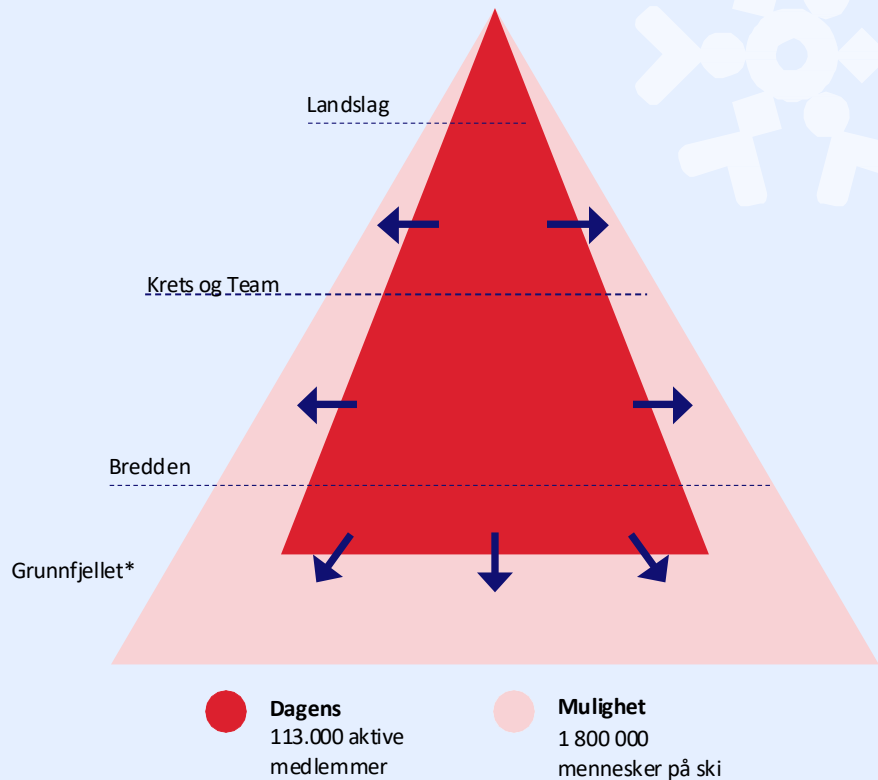 Landslag
Krets og Team
Bredden
Grunnfjellet*
Dagens
113.000 aktive
medlemmer
Mulighet
1 800 000
mennesker på ski